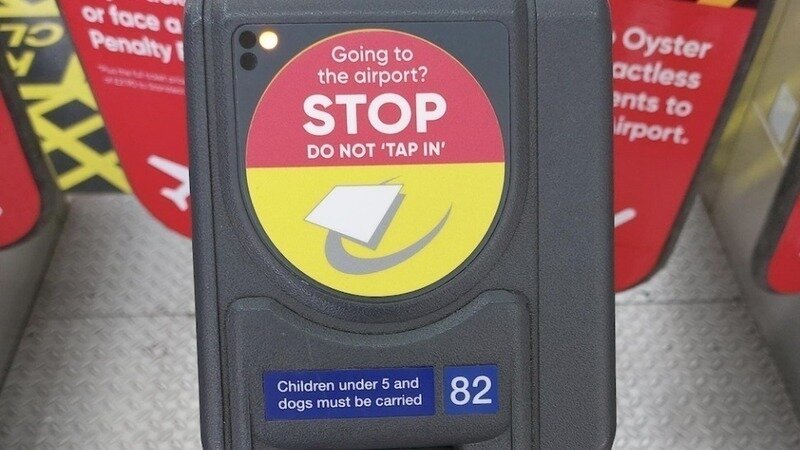 or face a
Penalty
Going to
the airport?
STOP
DO NOT 'TAP IN'
Oyster
actless
ents to
irport.
Children under 5 and
dogs must be carried
82